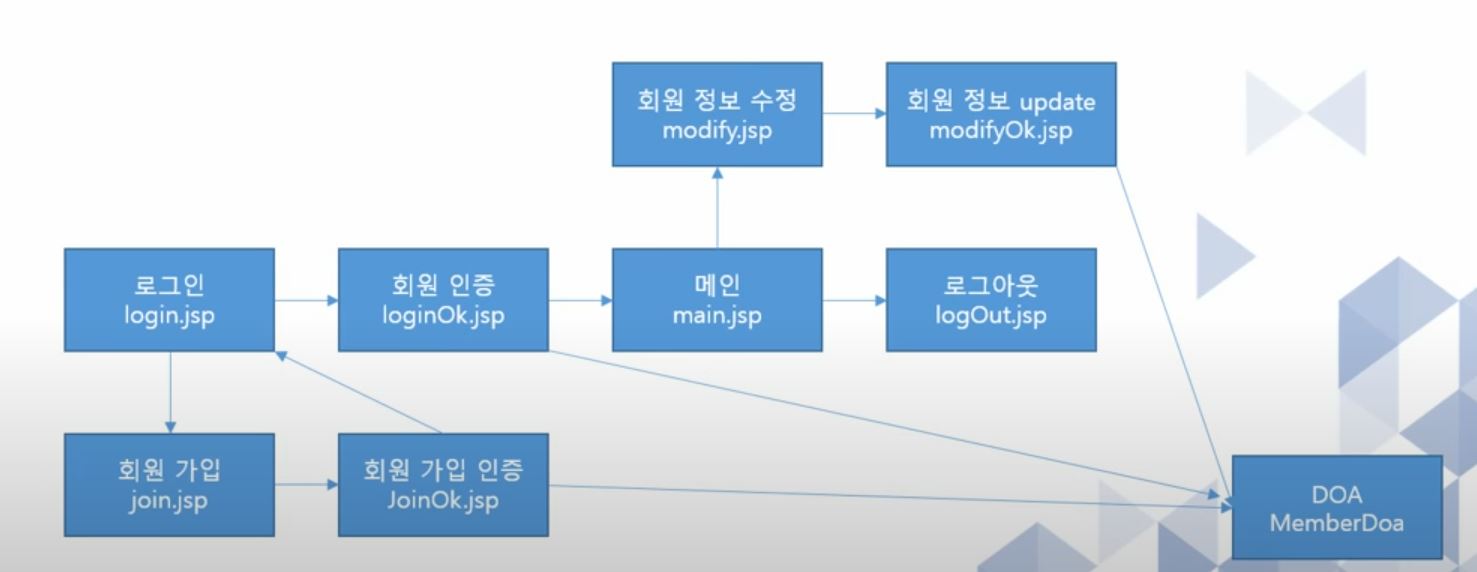 회원 정보 수정
modify.jsp
회원 정보 update
modifyOk.jsp
로그인
login.jsp
회원 인증
loginOk.jsp
메인
main.jsp
로그아웃
logOut.jsp
회원 가입
join.jsp
회원 가입 인증
JoinOk.jsp
DOA
MemberDoa